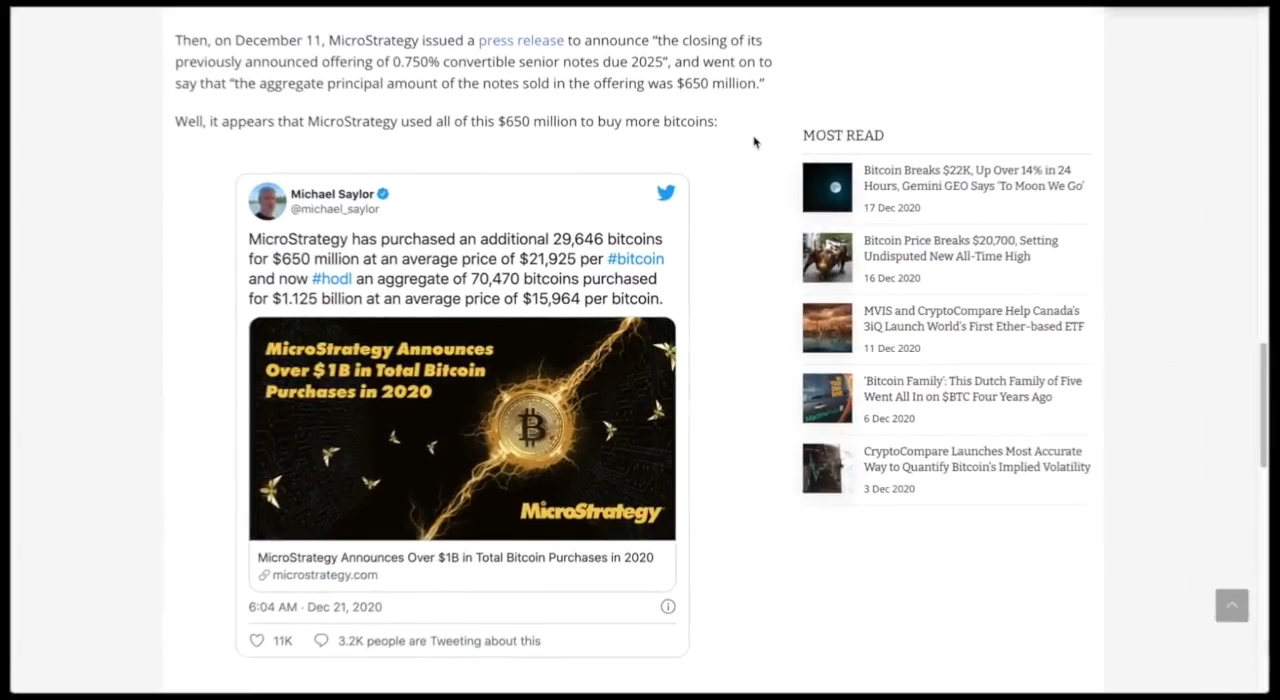 Then, on December 11, MicroStrategy issued a press release to announce “the closing of its
previously announced offering of 0.750% convertible senior notes due 2025”, and went on to
say that “the aggregate principal amount of the notes sold in the offering was $650 million.”
Well, it appears that MicroStrategy used all of this $650 million to buy more bitcoins:
Michael Saylor
@michael_saylor
MicroStrategy has purchased an additional 29,646 bitcoins
for $650 million at an average price of $21,925 per #bitcoin
and now #hodl an aggregate of 70,470 bitcoins purchased
for $1.125 billion at an average price of $15,964 per bitcoin.
MicroStrategy Announces
Over $1B in Total Bitcoin
Purchases in 2020
MicroStrategy
MicroStrategy Announces Over $1B in Total Bitcoin Purchases in 2020
microstrategy.com
6:04 AM · Dec 21, 2020
11K 3.2K people are Tweeting about this
MOST READ
Bitcoin Breaks $22K, Up Over 14% in 24
Hours, Gemini CEO Says ‘To Moon We Go’
17 Dec 2020
Bitcoin Price Breaks $20,700, Setting
Undisputed New All-Time High
16 Dec 2020
MVIS and CryptoCompare Help Canada’s
3iQ Launch World’s First Ether-based ETF
11 Dec 2020
‘Bitcoin Family’: This Dutch Family of Five
Went All In on $BTC Four Years Ago
6 Dec 2020
CryptoCompare Launches Most Accurate
Way to Quantify Bitcoin’s Implied Volatility
3 Dec 2020